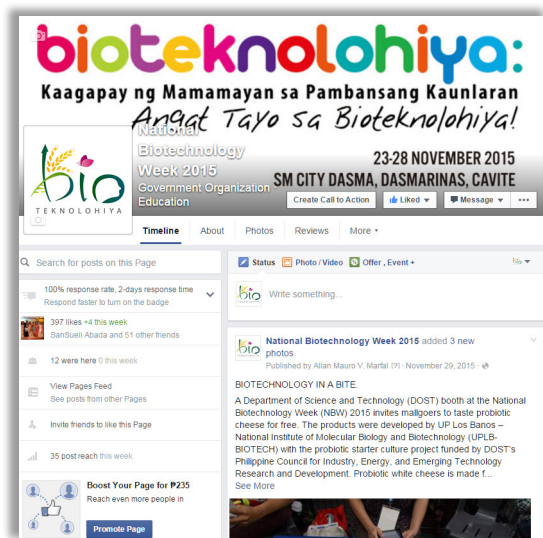 bioteknolohiya:
Kaagapay ng Mamamayan sa Pambansang Kaunlaran
Angat Tayo sa Bioteknolohiya!
National
Biotechnology
Week 2015
Government Organization
Education
23-28 NOVEMBER 2015
SM CITY DASMA, DASMARINAS, CAVITE
bio
TEKNOLOHIYA
Create Call to Action
Liked
Message
Timeline About Photos Reviews More
Search for posts on this Page
100% response rate, 2-days response time
Respond faster to turn on the badge
397 likes +4 this week
SanSueli Abada and 51 other friends
12 were here 0 this week
View Pages Feed
See posts from other Pages
Invite friends to like this Page
35 post reach this week
Boost Your Page for ₱235
Reach even more people in
Promote Page
Status Photo / Video Offer , Event +
bio
Write something...
bio
National Biotechnology Week 2015 added 3 new
photos.
Published by Allan Mauro V. Marfal [?] · November 29, 2015 ·
BIOTECHNOLOGY IN A BITE.
A Department of Science and Technology (DOST) booth at the National
Biotechnology Week (NBW) 2015 invites mallgoers to taste probiotic
cheese for free. The products were developed by UP Los Banos –
National Institute of Molecular Biology and Biotechnology (UPLB-
BIOTECH) with the probiotic starter culture project funded by DOST's
Philippine Council for Industry, Energy, and Emerging Technology
Research and Development. Probiotic white cheese is made f...
See More